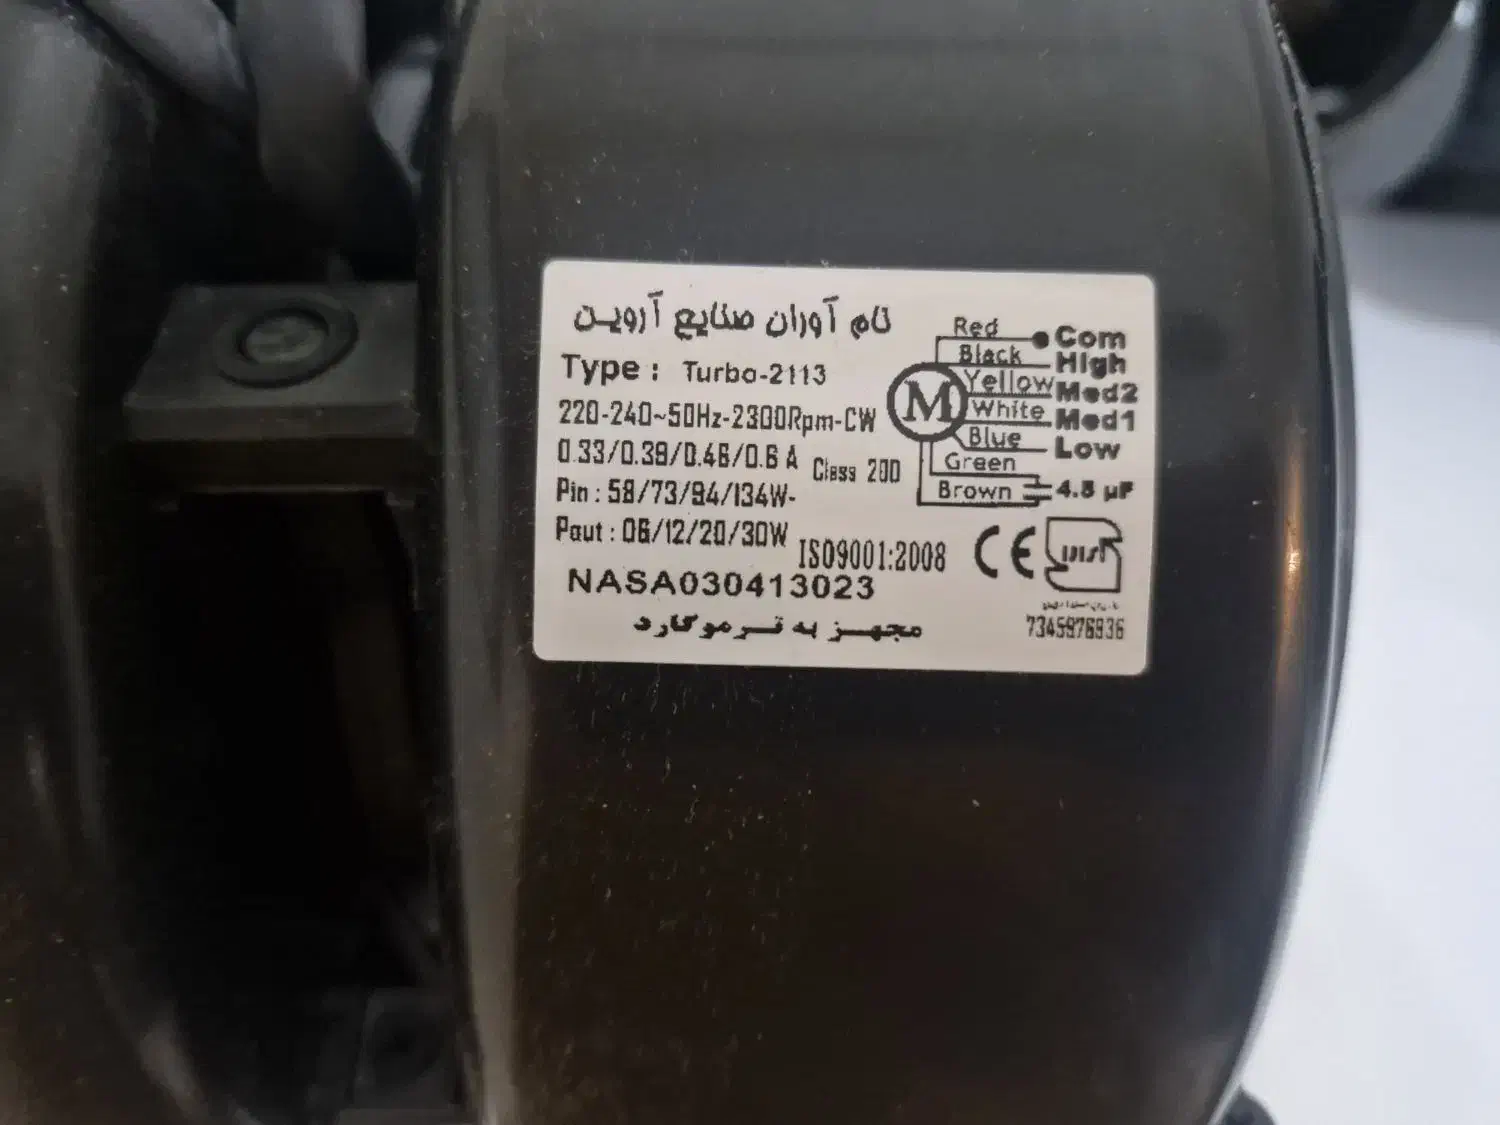 نام آوران صنایع آروین
Type : Turbo-2113
220-240~50Hz-2300Rpm-CW
0.33/0.39/0.46/0.6 A
Class 200
Pin : 58/73/94/134W-
Pout : 06/12/20/30W
ISO9001:2008
NASA030413023
مجهز به ترموگارد
Red Com
Black High
M
Yellow Med2
White Med1
Blue Low
Green
Brown 4.5 µF
CE
7345976936